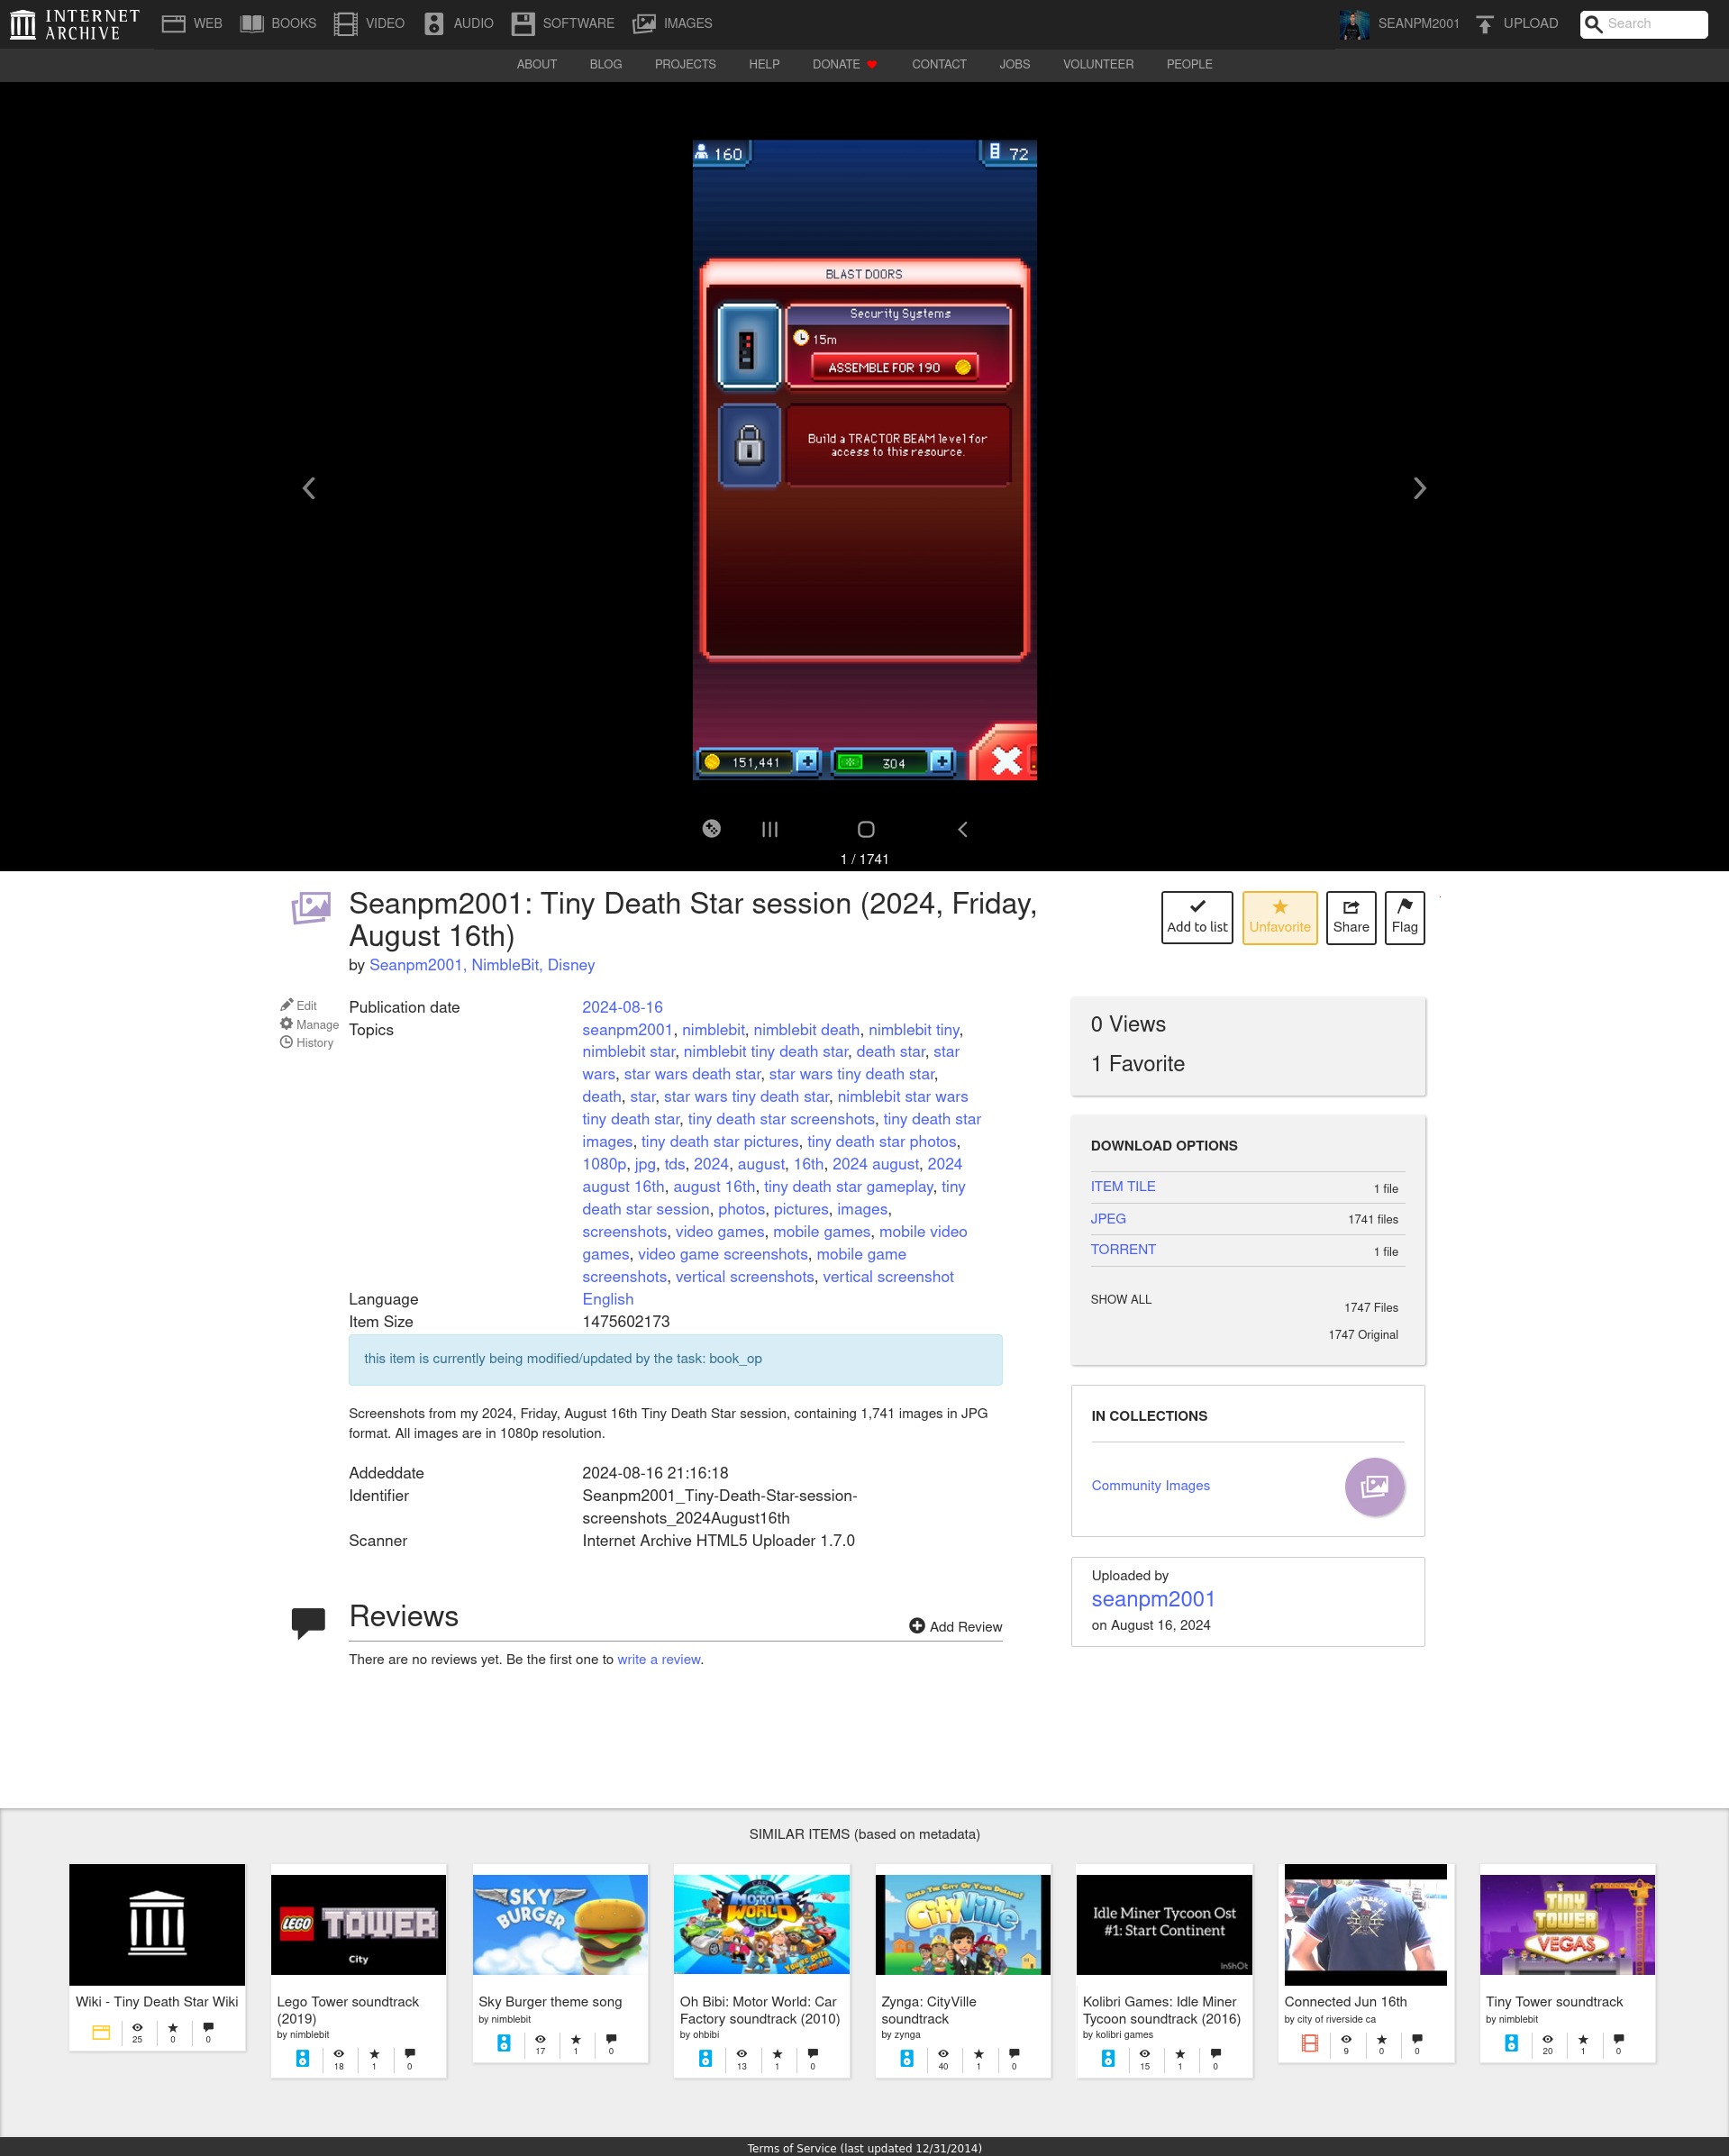 INTERNET
ARCHIVE
WEB
BOOKS
VIDEO
AUDIO
SOFTWARE
IMAGES
SEANPM2001
UPLOAD
Search
ABOUT
BLOG
PROJECTS
HELP
DONATE
CONTACT
JOBS
VOLUNTEER
PEOPLE
160
72
BLAST DOORS
Security Systems
15m
ASSEMBLE FOR 190
Build a TRACTOR BEAM level for
access to this resource.
151,441
304
1 / 1741
Seanpm2001: Tiny Death Star session (2024, Friday,
August 16th)
by Seanpm2001, NimbleBit, Disney
Add to list
Unfavorite
Share
Flag
Edit
Manage
History
Publication date 2024-08-16
Topics seanpm2001, nimblebit, nimblebit death, nimblebit tiny,
nimblebit star, nimblebit tiny death star, death star, star
wars, star wars death star, star wars tiny death star,
death, star, star wars tiny death star, nimblebit star wars
tiny death star, tiny death star screenshots, tiny death star
images, tiny death star pictures, tiny death star photos,
1080p, jpg, tds, 2024, august, 16th, 2024 august, 2024
august 16th, august 16th, tiny death star gameplay, tiny
death star session, photos, pictures, images,
screenshots, video games, mobile games, mobile video
games, video game screenshots, mobile game
screenshots, vertical screenshots, vertical screenshot
Language English
Item Size 1475602173
this item is currently being modified/updated by the task: book_op
Screenshots from my 2024, Friday, August 16th Tiny Death Star session, containing 1,741 images in JPG
format. All images are in 1080p resolution.
Addeddate 2024-08-16 21:16:18
Identifier Seanpm2001_Tiny-Death-Star-session-
screenshots_2024August16th
Scanner Internet Archive HTML5 Uploader 1.7.0
Reviews
Add Review
There are no reviews yet. Be the first one to write a review.
0 Views
1 Favorite
DOWNLOAD OPTIONS
ITEM TILE 1 file
JPEG 1741 files
TORRENT 1 file
SHOW ALL 1747 Files
1747 Original
IN COLLECTIONS
Community Images
Uploaded by
seanpm2001
on August 16, 2024
SIMILAR ITEMS (based on metadata)
Wiki - Tiny Death Star Wiki
25 0 0
LEGO TOWER
City
Lego Tower soundtrack
(2019)
by nimblebit
18 1 0
SKY
BURGER
Sky Burger theme song
by nimblebit
17 1 0
MOTOR
WORLD
Oh Bibi: Motor World: Car
Factory soundtrack (2010)
by ohbibi
13 1 0
BUILD THE CITY OF YOUR DREAMS!
CityVille
Zynga: CityVille
soundtrack
by zynga
40 1 0
Idle Miner Tycoon Ost
#1: Start Continent
InShOt
Kolibri Games: Idle Miner
Tycoon soundtrack (2016)
by kolibri games
15 1 0
Connected Jun 16th
by city of riverside ca
9 0 0
TINY
TOWER
VEGAS
Tiny Tower soundtrack
by nimblebit
20 1 0
Terms of Service (last updated 12/31/2014)